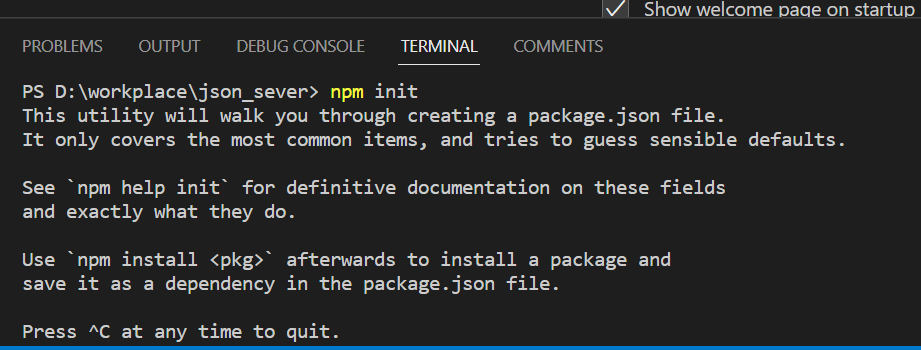 Show welcome page on startup
PROBLEMS OUTPUT DEBUG CONSOLE TERMINAL COMMENTS
PS D:\workplace\json_sever> npm init
This utility will walk you through creating a package.json file.
It only covers the most common items, and tries to guess sensible defaults.
See `npm help init` for definitive documentation on these fields
and exactly what they do.
Use `npm install <pkg>` afterwards to install a package and
save it as a dependency in the package.json file.
Press ^C at any time to quit.